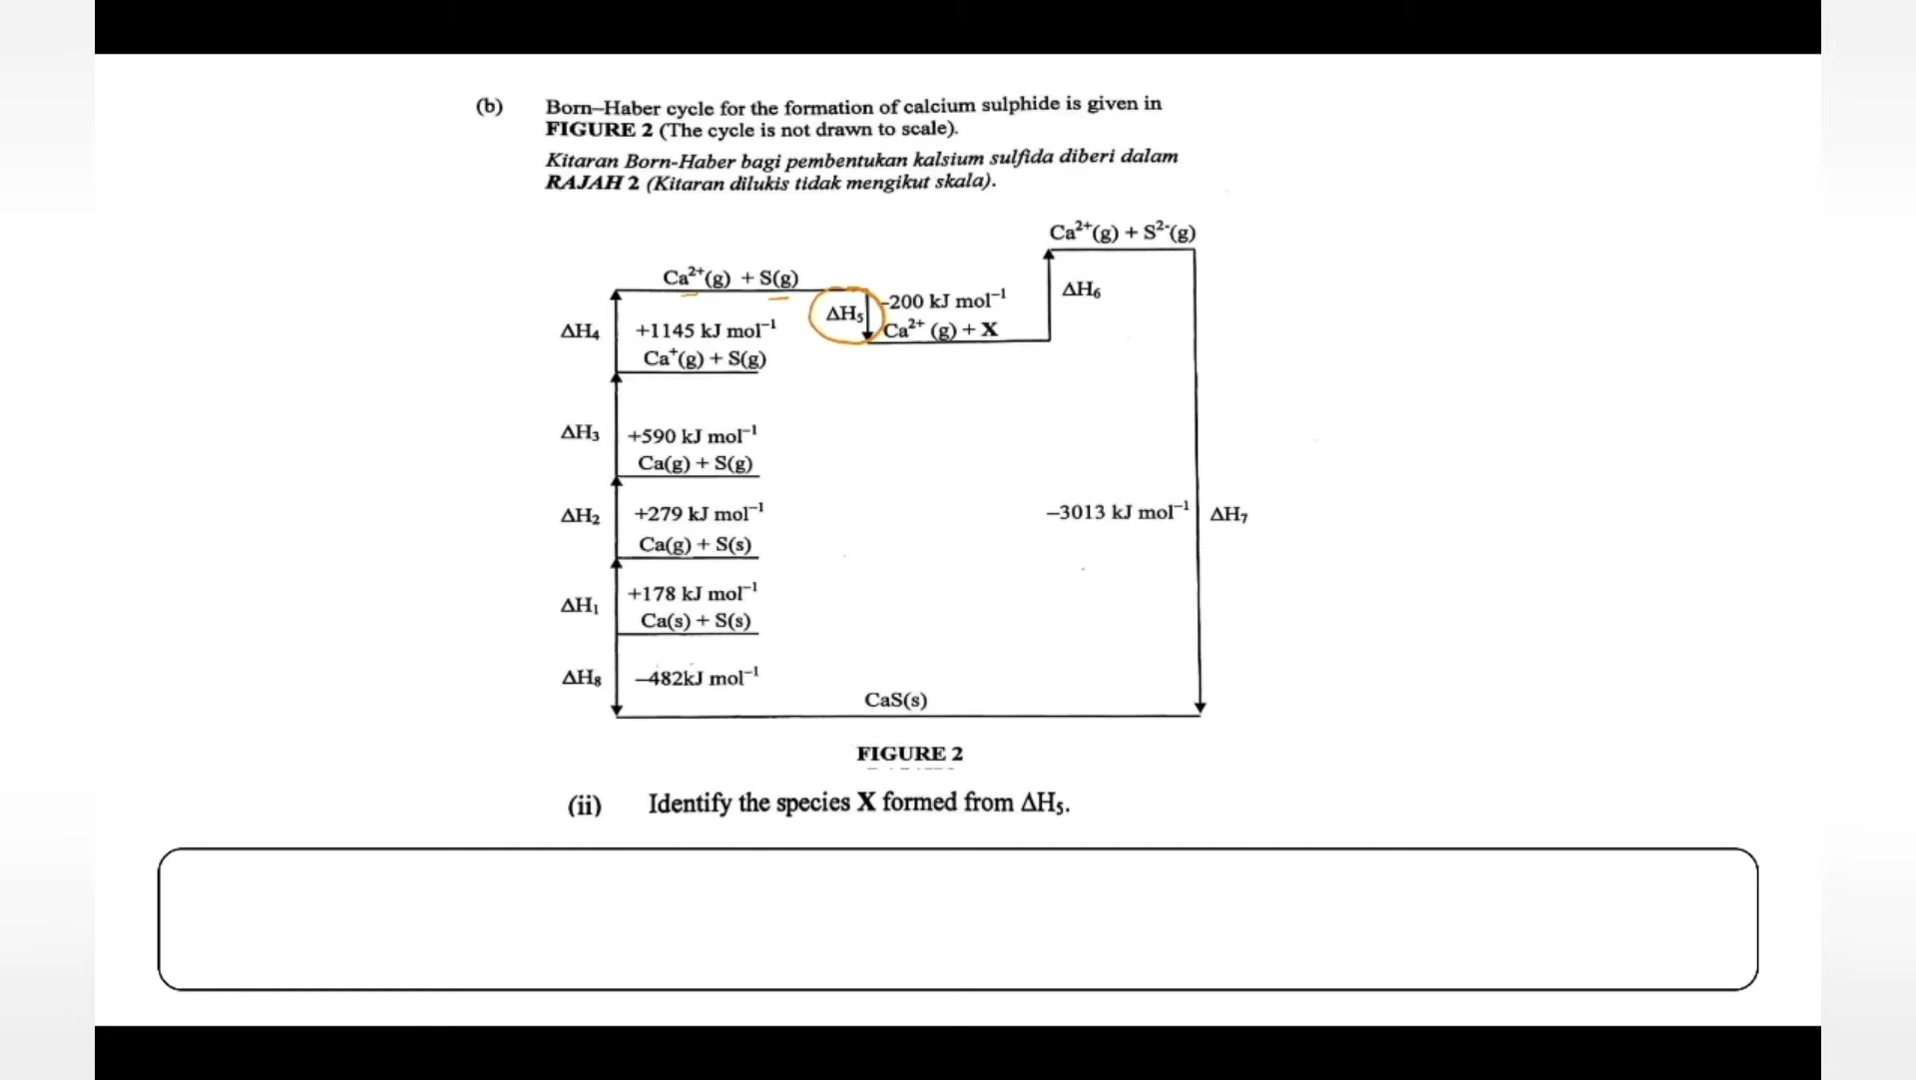 (b) Born–Haber cycle for the formation of calcium sulphide is given in
FIGURE 2 (The cycle is not drawn to scale).
Kitaran Born-Haber bagi pembentukan kalsium sulfida diberi dalam
RAJAH 2 (Kitaran dilukis tidak mengikut skala).
Ca²⁺(g) + S²⁻(g)
Ca²⁺(g) + S(g)
ΔH₅ -200 kJ mol⁻¹
ΔH₆
ΔH₄ +1145 kJ mol⁻¹
Ca²⁺ (g) + X
Ca⁺(g) + S(g)
ΔH₃ +590 kJ mol⁻¹
Ca(g) + S(g)
ΔH₂ +279 kJ mol⁻¹
–3013 kJ mol⁻¹ ΔH₇
Ca(g) + S(s)
ΔH₁ +178 kJ mol⁻¹
Ca(s) + S(s)
ΔH₈ –482kJ mol⁻¹
CaS(s)
FIGURE 2
(ii) Identify the species X formed from ΔH₅.